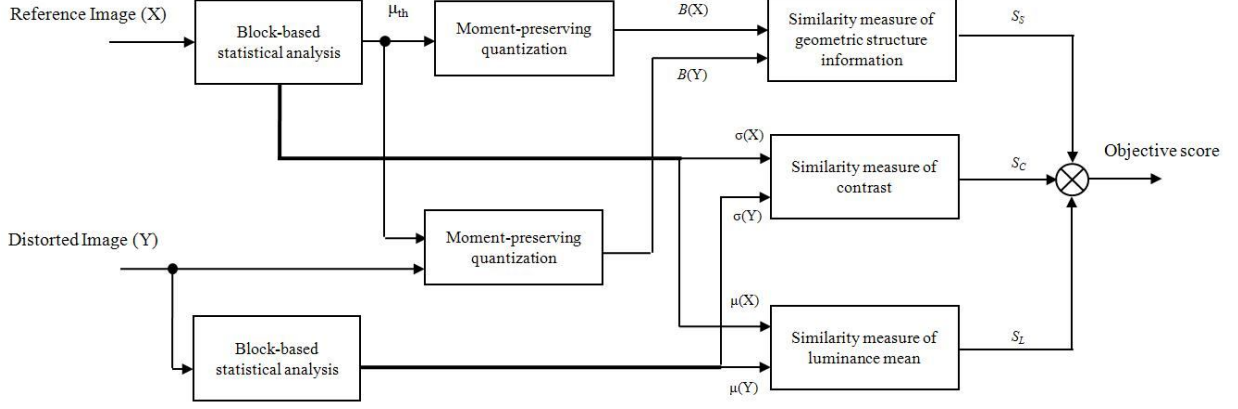 Reference Image (X)
Block-based
statistical analysis
μth
Moment-preserving
quantization
B(X)
B(Y)
Similarity measure of
geometric structure
information
SS
σ(X)
σ(Y)
Similarity measure of
contrast
SC
Objective score
Distorted Image (Y)
Moment-preserving
quantization
Block-based
statistical analysis
μ(X)
μ(Y)
Similarity measure of
luminance mean
SL